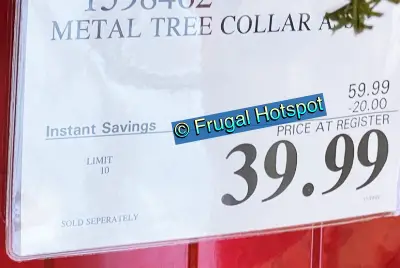 1598462
METAL TREE COLLAR
59.99
-20.00
Instant Savings
© Frugal Hotspot
PRICE AT REGISTER
LIMIT
10
39.99
SOLD SEPERATELY